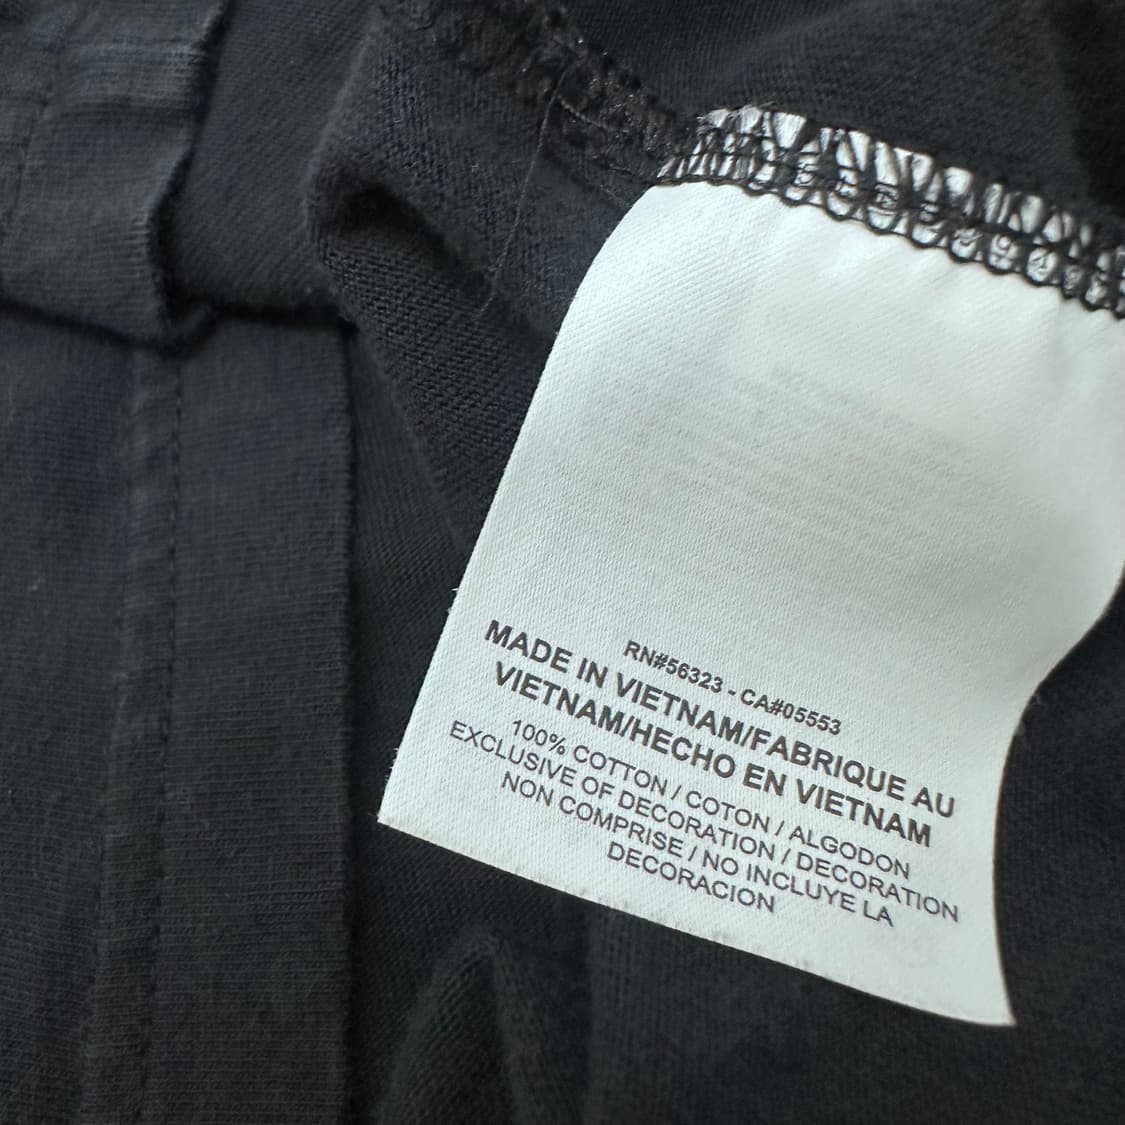 RN#56323 - CA#05553
MADE IN VIETNAM/FABRIQUE AU
VIETNAM/HECHO EN VIETNAM
100% COTTON / COTON / ALGODON
EXCLUSIVE OF DECORATION / DECORATION
NON COMPRISE / NO INCLUYE LA
DECORACION